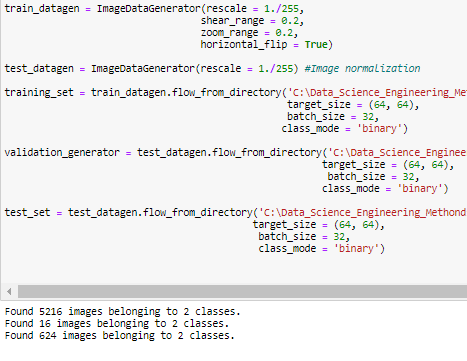 train_datagen = ImageDataGenerator(rescale = 1./255,
shear_range = 0.2,
zoom_range = 0.2,
horizontal_flip = True)
test_datagen = ImageDataGenerator(rescale = 1./255) #Image normalization
training_set = train_datagen.flow_from_directory('C:\Data_Science_Engineering_Me
target_size = (64, 64),
batch_size = 32,
class_mode = 'binary')
validation_generator = test_datagen.flow_from_directory('C:\Data_Science_Enginee
target_size = (64, 64),
batch_size = 32,
class_mode = 'binary')
test_set = test_datagen.flow_from_directory('C:\Data_Science_Engineering_Methond
target_size = (64, 64),
batch_size = 32,
class_mode = 'binary')
Found 5216 images belonging to 2 classes.
Found 16 images belonging to 2 classes.
Found 624 images belonging to 2 classes.